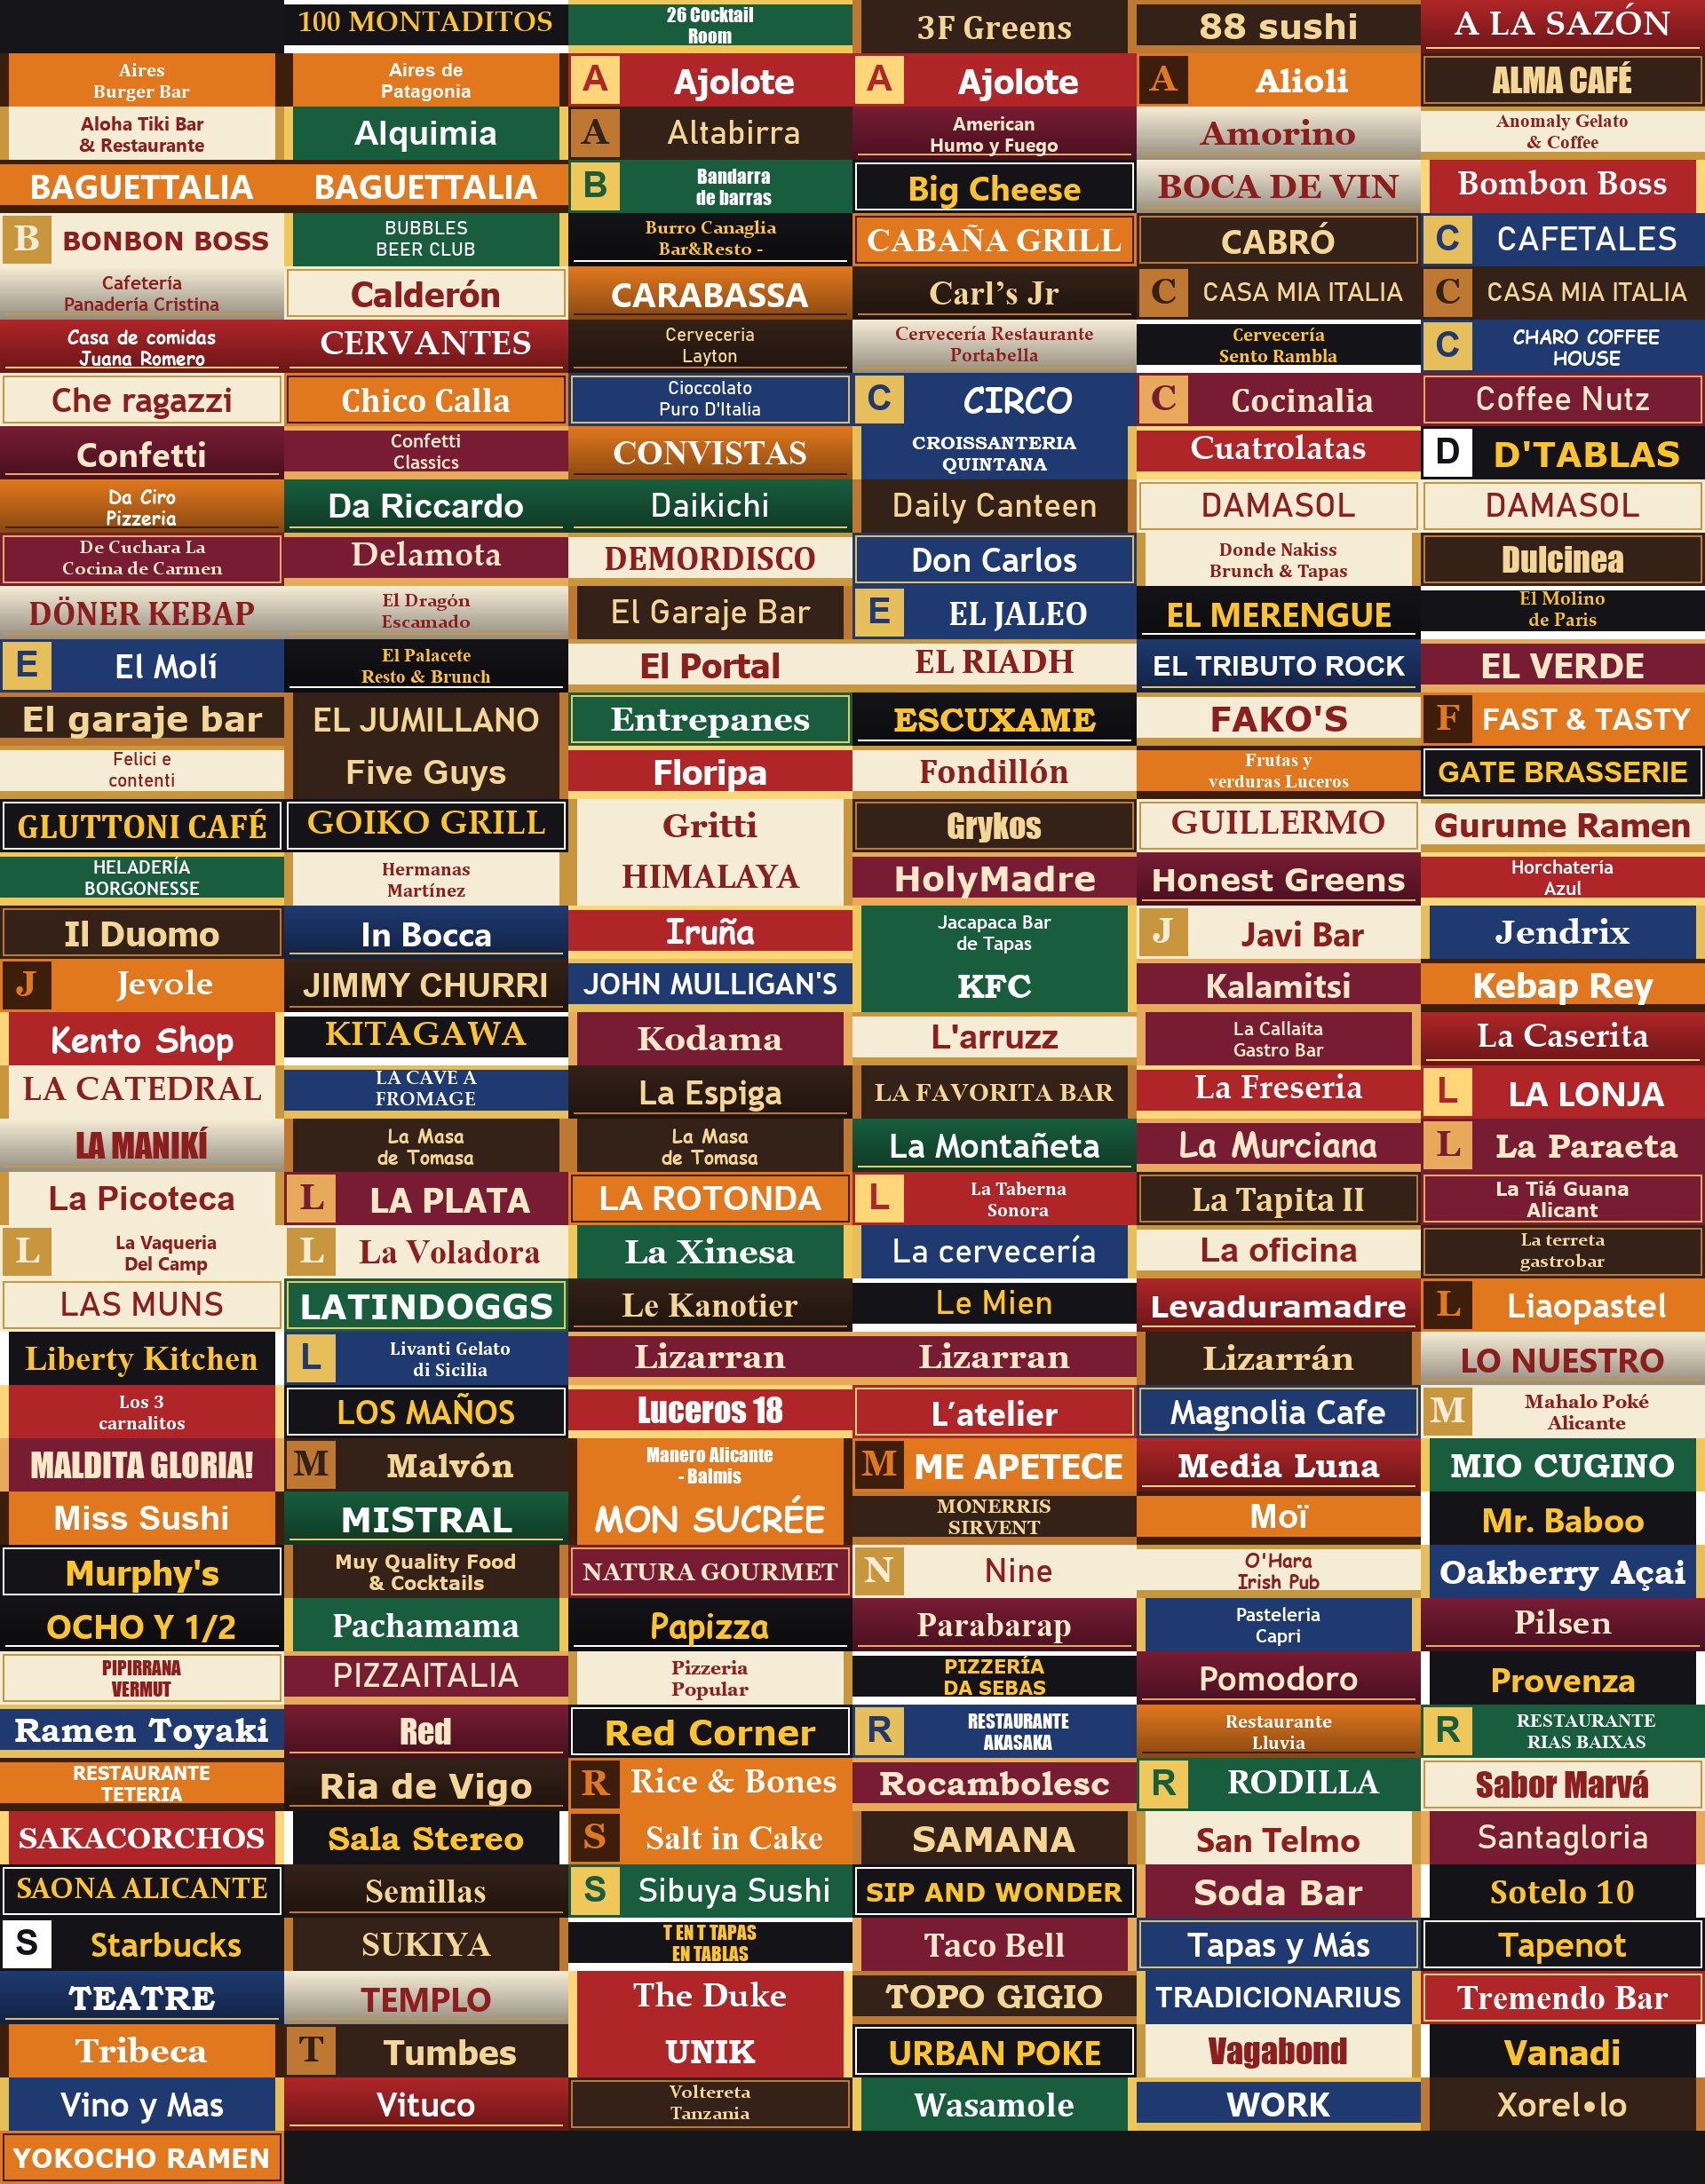 100 MONTADITOS
26 Cocktail
Room
3F Greens
88 sushi
A LA SAZÓN
Aires
Burger Bar
Aires de
Patagonia
A Ajolote
A Ajolote
A Alioli
ALMA CAFÉ
Aloha Tiki Bar
& Restaurante
Alquimia
A Altabirra
American
Humo y Fuego
Amorino
Anomaly Gelato
& Coffee
BAGUETTALIA
BAGUETTALIA
B Bandarra
de barras
Big Cheese
BOCA DE VIN
Bombon Boss
B BONBON BOSS
BUBBLES
BEER CLUB
Burro Canaglia
Bar&Resto -
CABAÑA GRILL
CABRÓ
C CAFETALES
Cafetería
Panadería Cristina
Calderón
CARABASSA
Carl’s Jr
C CASA MIA ITALIA
C CASA MIA ITALIA
Casa de comidas
Juana Romero
CERVANTES
Cerveceria
Layton
Cervecería Restaurante
Portabella
Cervecería
Sento Rambla
C CHARO COFFEE
HOUSE
Che ragazzi
Chico Calla
Cioccolato
Puro D'Italia
C CIRCO
C Cocinalia
Coffee Nutz
Confetti
Confetti
Classics
CONVISTAS
CROISSANTERIA
QUINTANA
Cuatrolatas
D D'TABLAS
Da Ciro
Pizzeria
Da Riccardo
Daikichi
Daily Canteen
DAMASOL
DAMASOL
De Cuchara La
Cocina de Carmen
Delamota
DEMORDISCO
Don Carlos
Donde Nakiss
Brunch & Tapas
Dulcinea
DÖNER KEBAP
El Dragón
Escamado
El Garaje Bar
E EL JALEO
EL MERENGUE
El Molino
de Paris
E El Molí
El Palacete
Resto & Brunch
El Portal
EL RIADH
EL TRIBUTO ROCK
EL VERDE
El garaje bar
EL JUMILLANO
Entrepanes
ESCUXAME
FAKO'S
F FAST & TASTY
Felici e
contenti
Five Guys
Floripa
Fondillón
Frutas y
verduras Luceros
GATE BRASSERIE
GLUTTONI CAFÉ
GOIKO GRILL
Gritti
Grykos
GUILLERMO
Gurume Ramen
HELADERÍA
BORGONESSE
Hermanas
Martínez
HIMALAYA
HolyMadre
Honest Greens
Horchatería
Azul
Il Duomo
In Bocca
Iruña
Jacapaca Bar
de Tapas
J Javi Bar
Jendrix
J Jevole
JIMMY CHURRI
JOHN MULLIGAN'S
KFC
Kalamitsi
Kebap Rey
Kento Shop
KITAGAWA
Kodama
L'arruzz
La Callaíta
Gastro Bar
La Caserita
LA CATEDRAL
LA CAVE A
FROMAGE
La Espiga
LA FAVORITA BAR
La Freseria
L LA LONJA
LA MANIKÍ
La Masa
de Tomasa
La Masa
de Tomasa
La Montañeta
La Murciana
L La Paraeta
La Picoteca
L LA PLATA
LA ROTONDA
L La Taberna
Sonora
La Tapita II
La Tiá Guana
Alicant
L La Vaqueria
Del Camp
L La Voladora
La Xinesa
La cervecería
La oficina
La terreta
gastrobar
LAS MUNS
LATINDOGGS
Le Kanotier
Le Mien
Levaduramadre
L Liaopastel
Liberty Kitchen
L Livanti Gelato
di Sicilia
Lizarran
Lizarran
Lizarrán
LO NUESTRO
Los 3
carnalitos
LOS MAÑOS
Luceros 18
L’atelier
Magnolia Cafe
M Mahalo Poké
Alicante
MALDITA GLORIA!
M Malvón
Manero Alicante
- Balmis
M ME APETECE
Media Luna
MIO CUGINO
Miss Sushi
MISTRAL
MON SUCRÉE
MONERRIS
SIRVENT
Moï
Mr. Baboo
Murphy's
Muy Quality Food
& Cocktails
NATURA GOURMET
N Nine
O'Hara
Irish Pub
Oakberry Açai
OCHO Y 1/2
Pachamama
Papizza
Parabarap
Pasteleria
Capri
Pilsen
PIPIRRANA
VERMUT
PIZZAITALIA
Pizzeria
Popular
PIZZERÍA
DA SEBAS
Pomodoro
Provenza
Ramen Toyaki
Red
Red Corner
R RESTAURANTE
AKASAKA
Restaurante
Lluvia
R RESTAURANTE
RIAS BAIXAS
RESTAURANTE
TETERIA
Ria de Vigo
R Rice & Bones
Rocambolesc
R RODILLA
Sabor Marvá
SAKACORCHOS
Sala Stereo
S Salt in Cake
SAMANA
San Telmo
Santagloria
SAONA ALICANTE
Semillas
S Sibuya Sushi
SIP AND WONDER
Soda Bar
Sotelo 10
S Starbucks
SUKIYA
T EN T TAPAS
EN TABLAS
Taco Bell
Tapas y Más
Tapenot
TEATRE
TEMPLO
The Duke
TOPO GIGIO
TRADICIONARIUS
Tremendo Bar
Tribeca
T Tumbes
UNIK
URBAN POKE
Vagabond
Vanadi
Vino y Mas
Vituco
Voltereta
Tanzania
Wasamole
WORK
Xorel•lo
YOKOCHO RAMEN